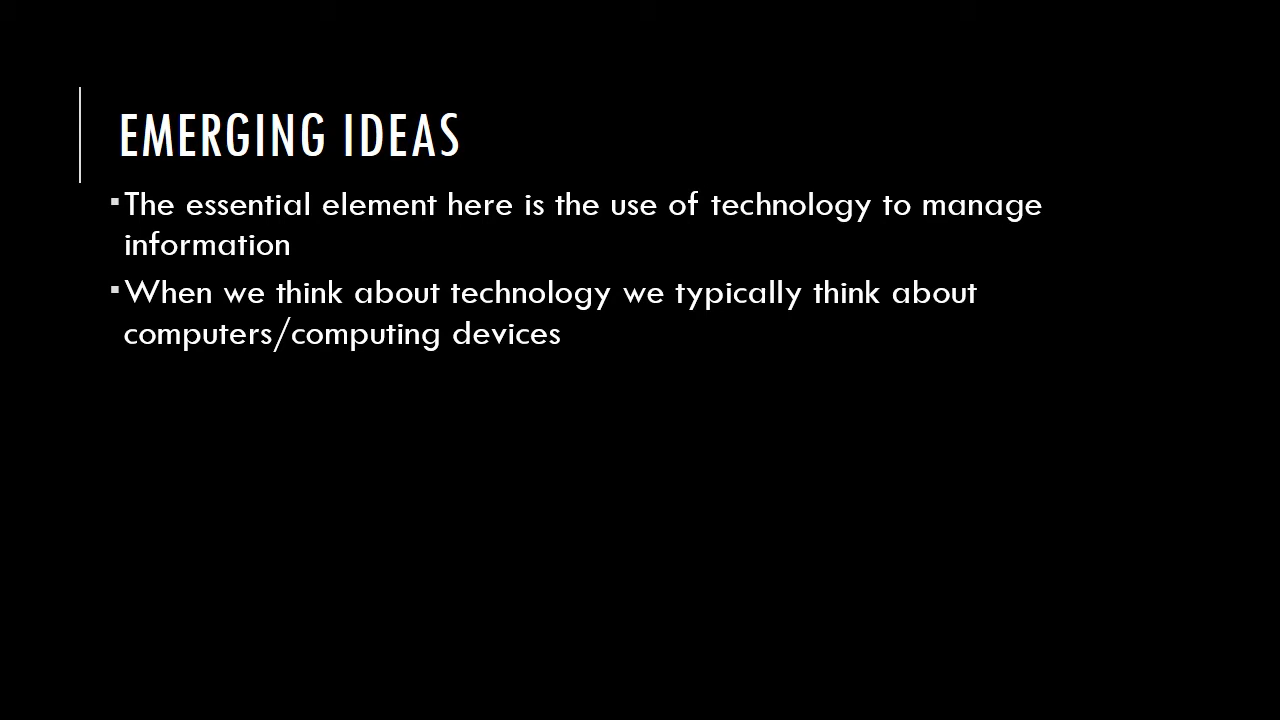 EMERGING IDEAS
▪The essential element here is the use of technology to manage
information
▪When we think about technology we typically think about
computers/computing devices